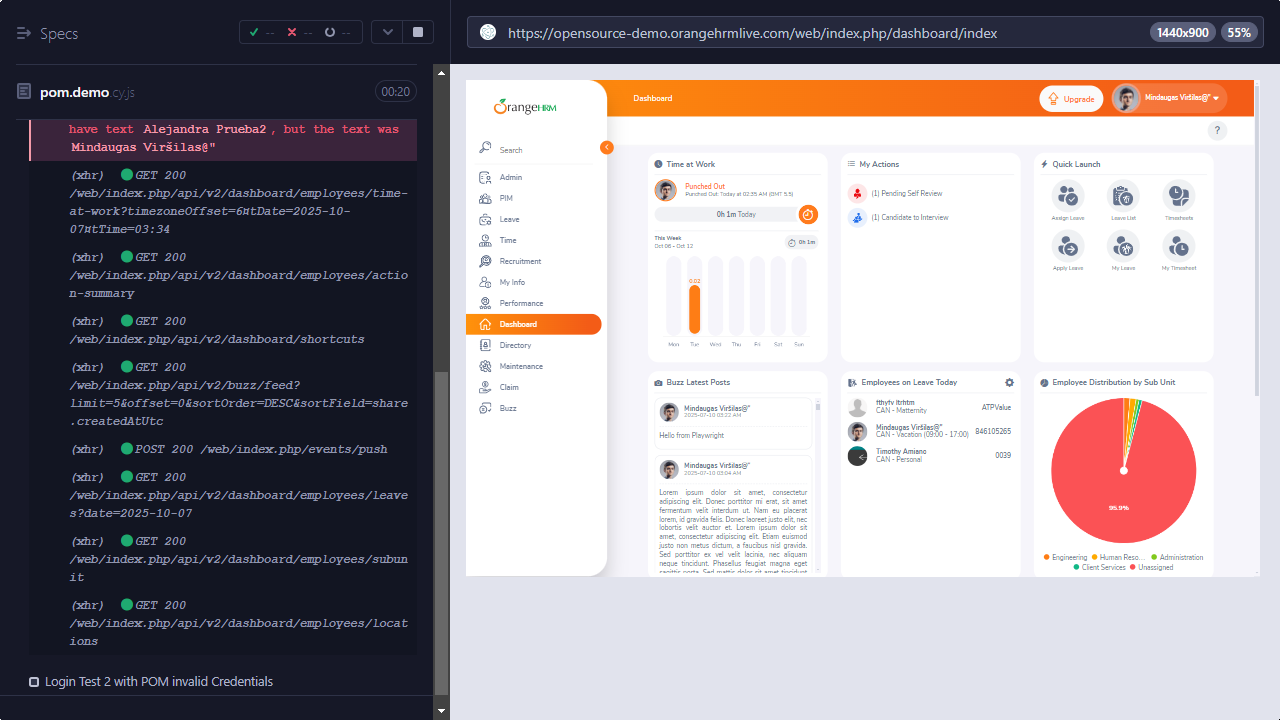 Specs
-- -- --
https://opensource-demo.orangehrmlive.com/web/index.php/dashboard/index
1440x900
55%
pom.demo.cy.js
00:20
have text Alejandra Prueba2, but the text was
Mindaugas Viršilas@"
(xhr) GET 200
/web/index.php/api/v2/dashboard/employees/time-
at-work?timezoneOffset=6&currentDate=2025-10-
(xhr) GET 200
/web/index.php/api/v2/dashboard/employees/actio
n-summary
(xhr) GET 200
/web/index.php/api/v2/dashboard/shortcuts
(xhr) GET 200
/web/index.php/api/v2/buzz/feed?
limit=5&offset=0&sortOrder=DESC&sortField=share
.createdAtUtc
(xhr) POST 200 /web/index.php/events/push
(xhr) GET 200
/web/index.php/api/v2/dashboard/employees/leave
s?date=2025-10-07
(xhr) GET 200
/web/index.php/api/v2/dashboard/employees/subun
it
(xhr) GET 200
/web/index.php/api/v2/dashboard/employees/locat
ions
Login Test 2 with POM invalid Credentials
OrangeHRM
Search
Admin
PIM
Leave
Time
Recruitment
My Info
Performance
Dashboard
Directory
Maintenance
Claim
Buzz
Dashboard
Upgrade
Mindaugas Viršilas@"
?
Time at Work
Punched Out
Punched Out: Today at 02:35 AM (GMT 5.5)
0h 1m Today
This Week
Oct 06 - Oct 12
0h 1m
0.02
Mon Tue Wed Thu Fri Sat Sun
My Actions
(1) Pending Self Review
(1) Candidate to Interview
Quick Launch
Assign Leave
Leave List
Timesheets
Apply Leave
My Leave
My Timesheet
Buzz Latest Posts
Mindaugas Viršilas@"
2025-07-10 03:22 AM
Hello from Playwright
Mindaugas Viršilas@"
2025-07-10 03:04 AM
Lorem ipsum dolor sit amet, consectetur
adipiscing elit. Donec porttitor mi erat, sit amet
fermentum velit interdum ut. Nam eu placerat
lorem, id gravida felis. Donec laoreet justo elit, nec
lobortis velit auctor et. Lorem ipsum dolor sit
amet, consectetur adipiscing elit. Etiam euismod
justo non metus dictum, a faucibus nisl gravida.
Sed porttitor ex vel velit lacinia, nec aliquam
neque tincidunt. Phasellus feugiat magna eget
sagittis porta. Sed mattis dolor sit amet tincidunt
Employees on Leave Today
fthytv ltrhtm
CAN - Matternity
ATPValue
Mindaugas Viršilas@"
CAN - Vacation (09:00 - 17:00)
846105265
Timothy Amiano
CAN - Personal
0039
Employee Distribution by Sub Unit
95.9%
Engineering
Human Reso...
Administration
Client Services
Unassigned